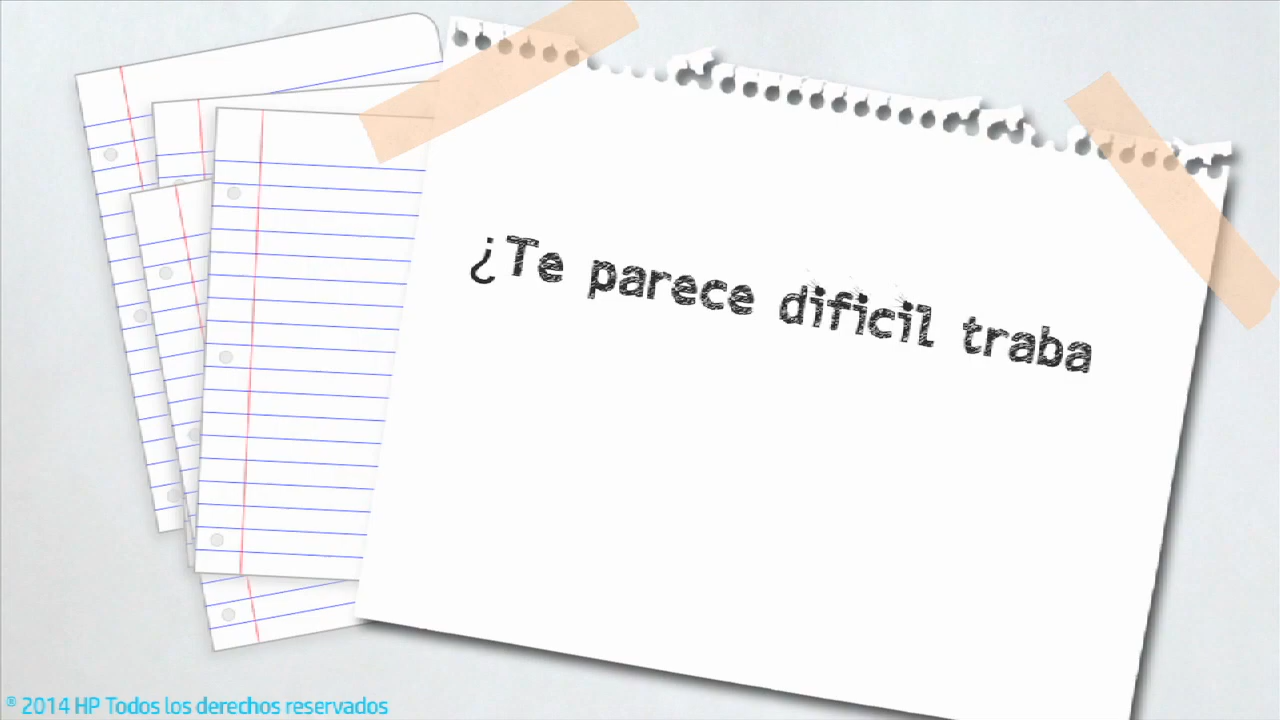 ¿Te parece dificil traba
® 2014 HP Todos los derechos reservados